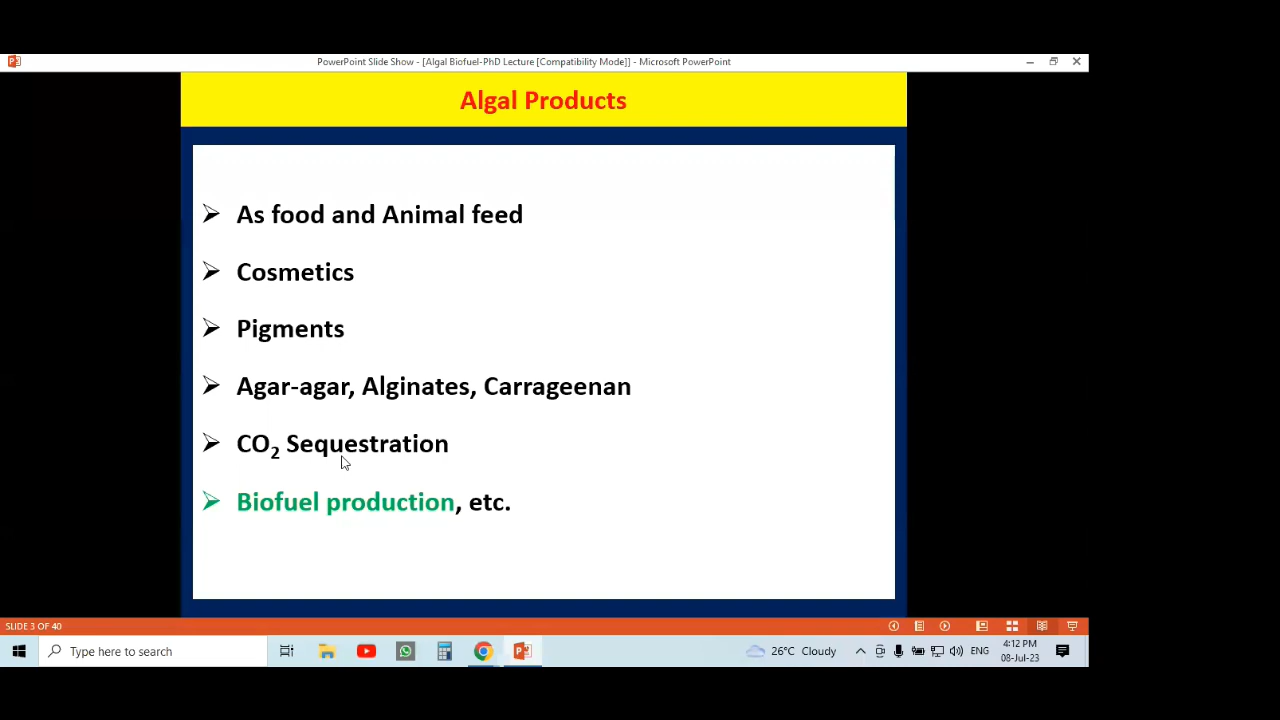 PowerPoint Slide Show - [Algal Biofuel-PhD Lecture [Compatibility Mode]] - Microsoft PowerPoint
Algal Products
As food and Animal feed
Cosmetics
Pigments
Agar-agar, Alginates, Carrageenan
CO₂ Sequestration
Biofuel production, etc.
SLIDE 3 OF 40
Type here to search
26°C Cloudy
ENG
4:12 PM
08-Jul-23